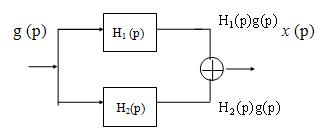 g (p)
H₁ (p)
H₁(p)g(p)
x (p)
H₂(p)
H₂(p)g(p)